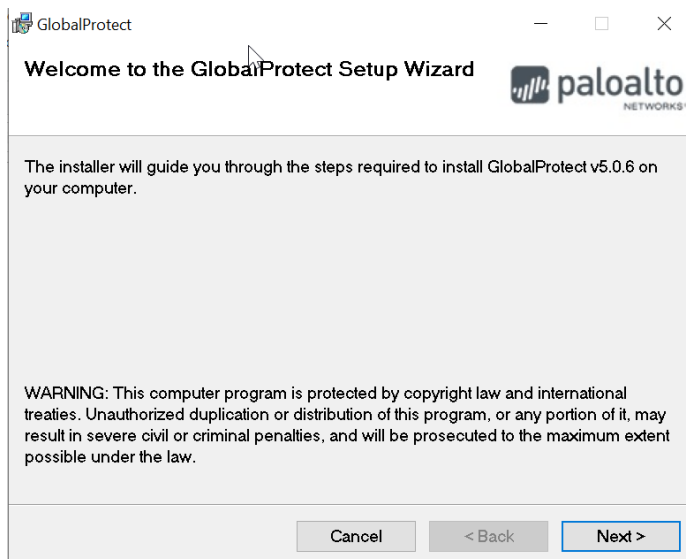 GlobalProtect
Welcome to the GlobalProtect Setup Wizard
paloalto
NETWORKS
The installer will guide you through the steps required to install GlobalProtect v5.0.6 on
your computer.
WARNING: This computer program is protected by copyright law and international
treaties. Unauthorized duplication or distribution of this program, or any portion of it, may
result in severe civil or criminal penalties, and will be prosecuted to the maximum extent
possible under the law.
Cancel
< Back
Next >